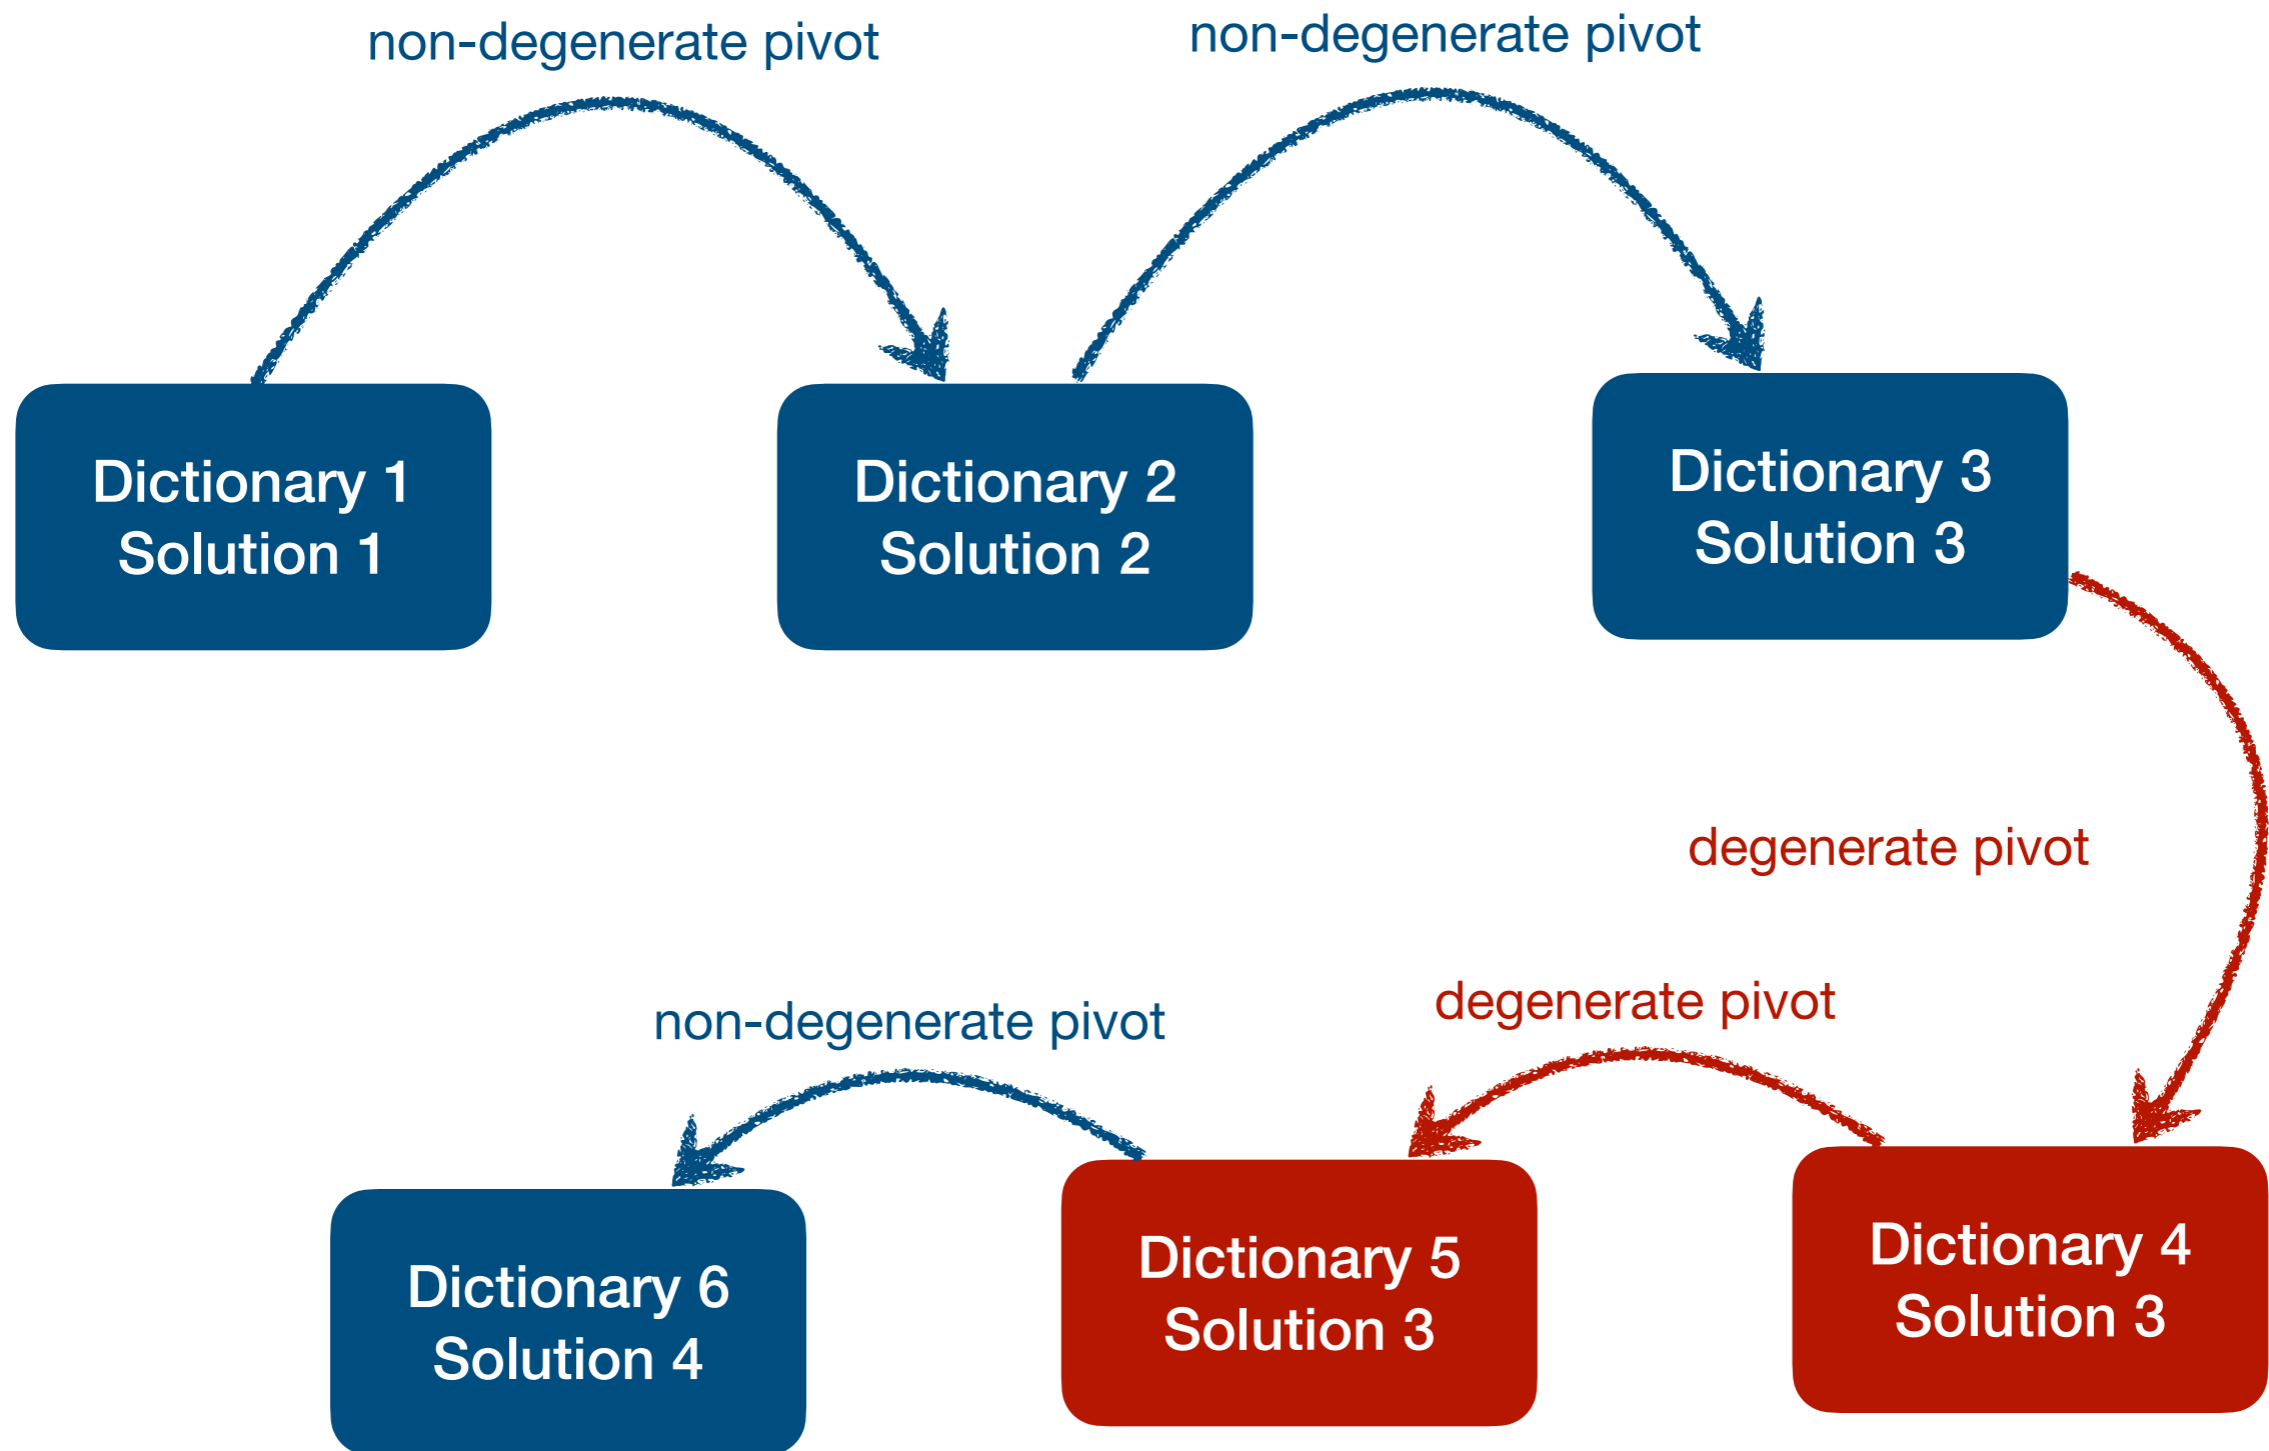 non-degenerate pivot
non-degenerate pivot
Dictionary 1
Solution 1
Dictionary 2
Solution 2
Dictionary 3
Solution 3
degenerate pivot
degenerate pivot
non-degenerate pivot
Dictionary 4
Solution 3
Dictionary 5
Solution 3
Dictionary 6
Solution 4